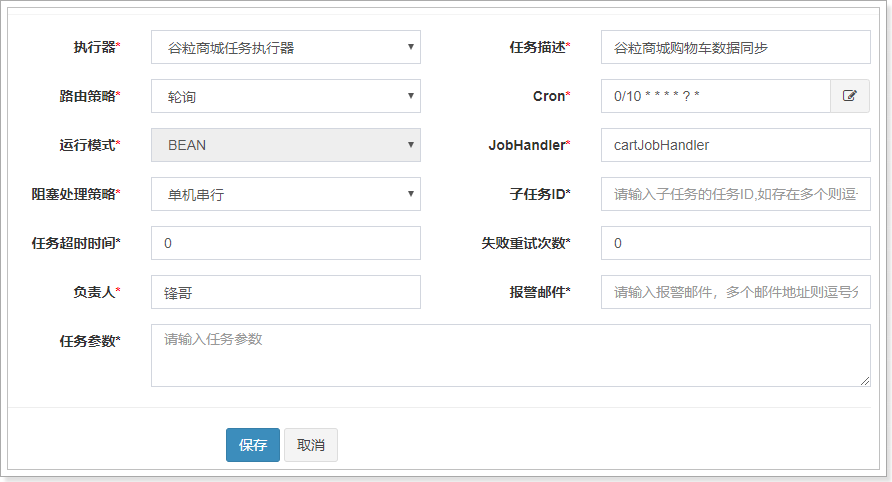 执行器* 谷粒商城任务执行器 任务描述* 谷粒商城购物车数据同步
路由策略* 轮询 Cron* 0/10 * * * * ? *
运行模式* BEAN JobHandler* cartJobHandler
阻塞处理策略* 单机串行 子任务ID* 请输入子任务的任务ID,如存在多个则逗
任务超时时间* 0 失败重试次数* 0
负责人* 锋哥 报警邮件* 请输入报警邮件，多个邮件地址则逗号分
任务参数* 请输入任务参数
保存 取消